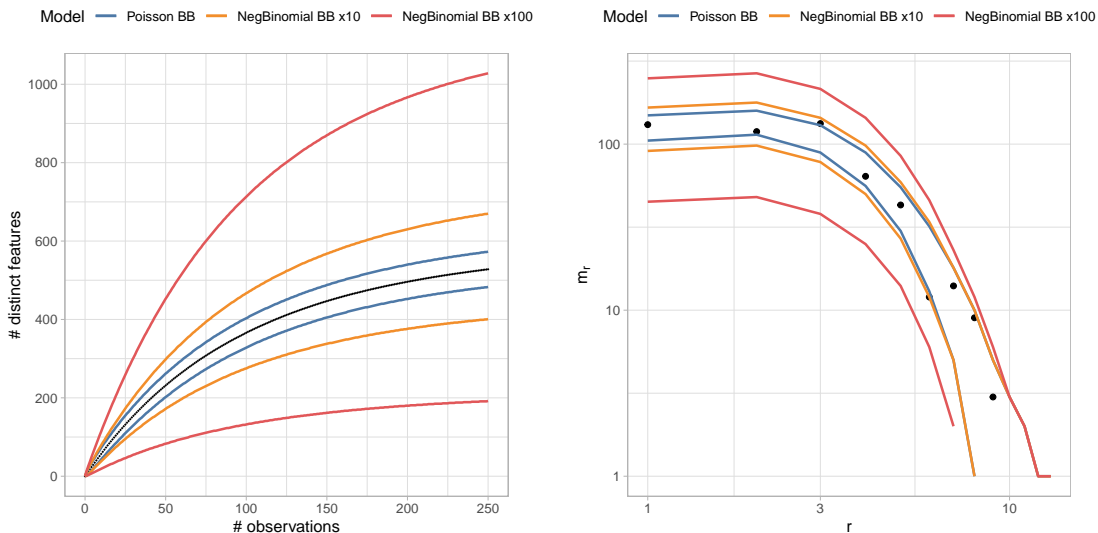 Model Poisson BB NegBinomial BB x10 NegBinomial BB x100
1000
800
600
400
200
0
# distinct features
0 50 100 150 200 250
# observations
Model Poisson BB NegBinomial BB x10 NegBinomial BB x100
100
10
1
mr
1 3 10
r